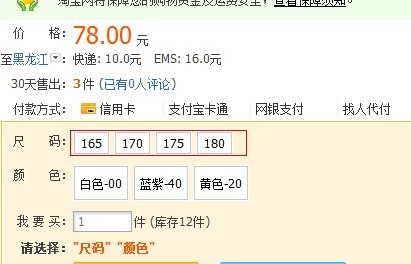 淘宝网将保障您的购物资金及运费安全，查看保障须知。
价 格: 78.00 元
至黑龙江 快递: 10.0元 EMS: 16.0元
30天售出: 3 件 (已有0人评论)
付款方式: 信用卡 支付宝卡通 网银支付 找人代付
尺 码: 165 170 175 180
颜 色: 白色-00 蓝紫-40 黄色-20
我 要 买: 1 件 (库存12件)
请选择: "尺码" "颜色"